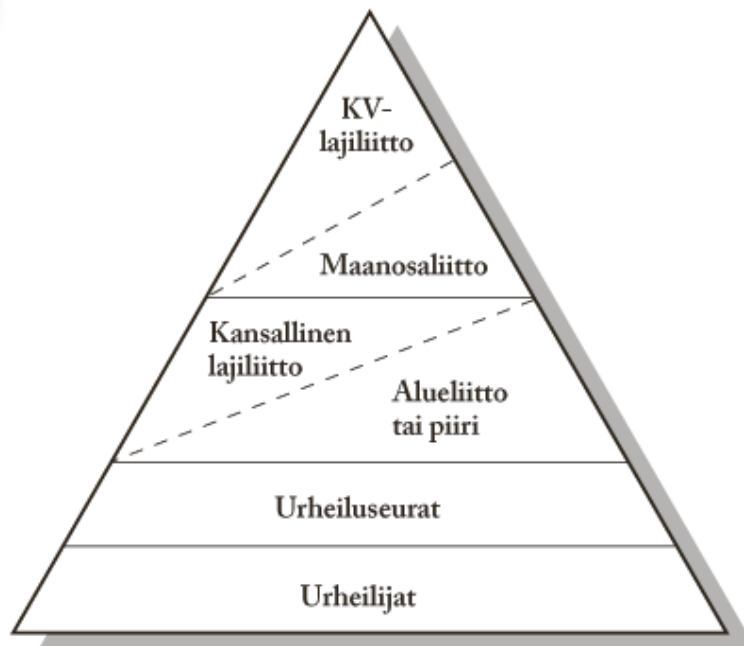 KV-
lajiliitto
Maanosaliitto
Kansallinen
lajiliitto
Alueliitto
tai piiri
Urheiluseurat
Urheilijat